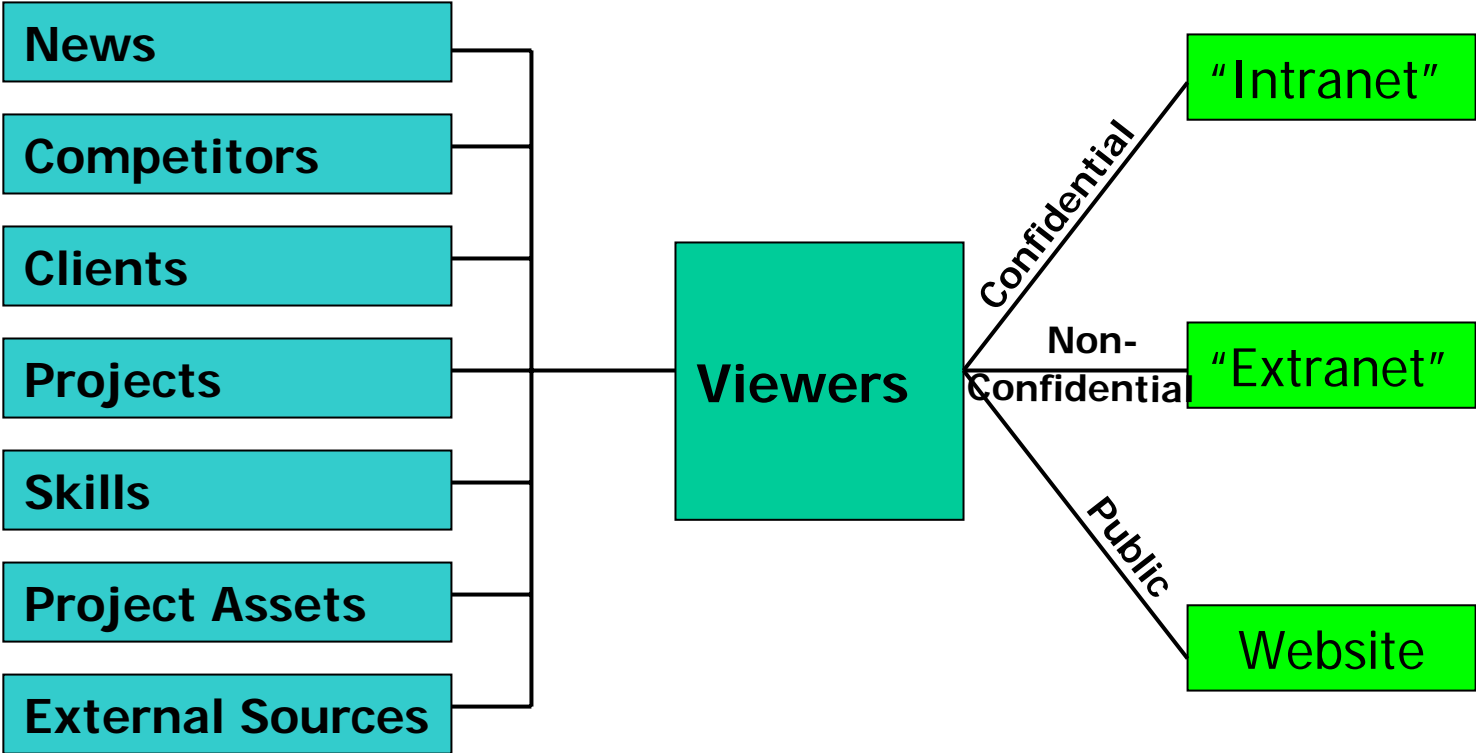 News
Competitors
Clients
Projects
Skills
Project Assets
External Sources
Viewers
Confidential
Non-
Confidential
Public
“Intranet”
“Extranet”
Website